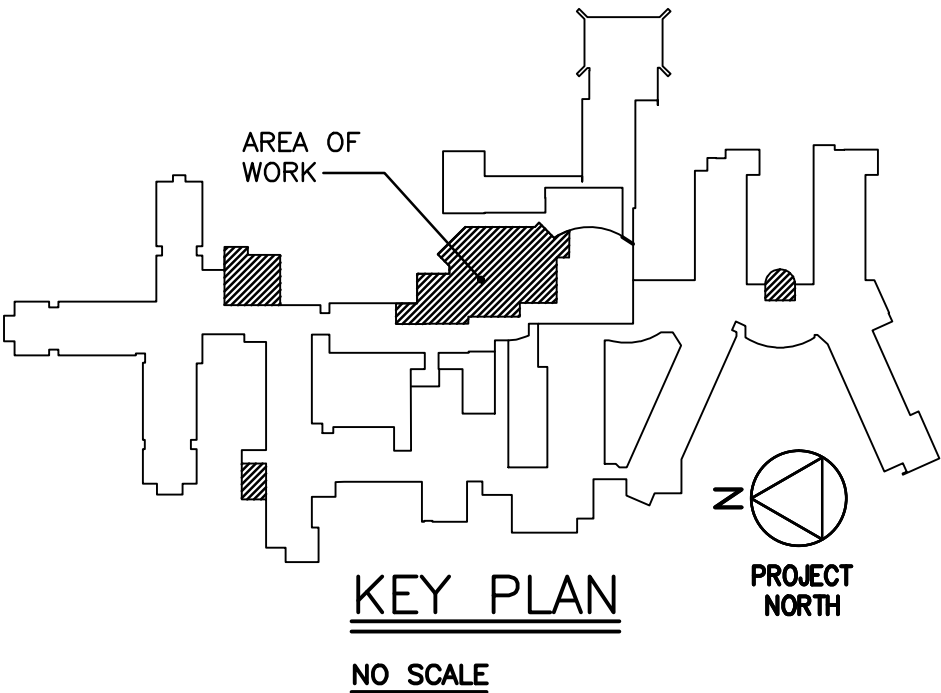 AREA OF
WORK
N
PROJECT
NORTH
KEY PLAN
NO SCALE